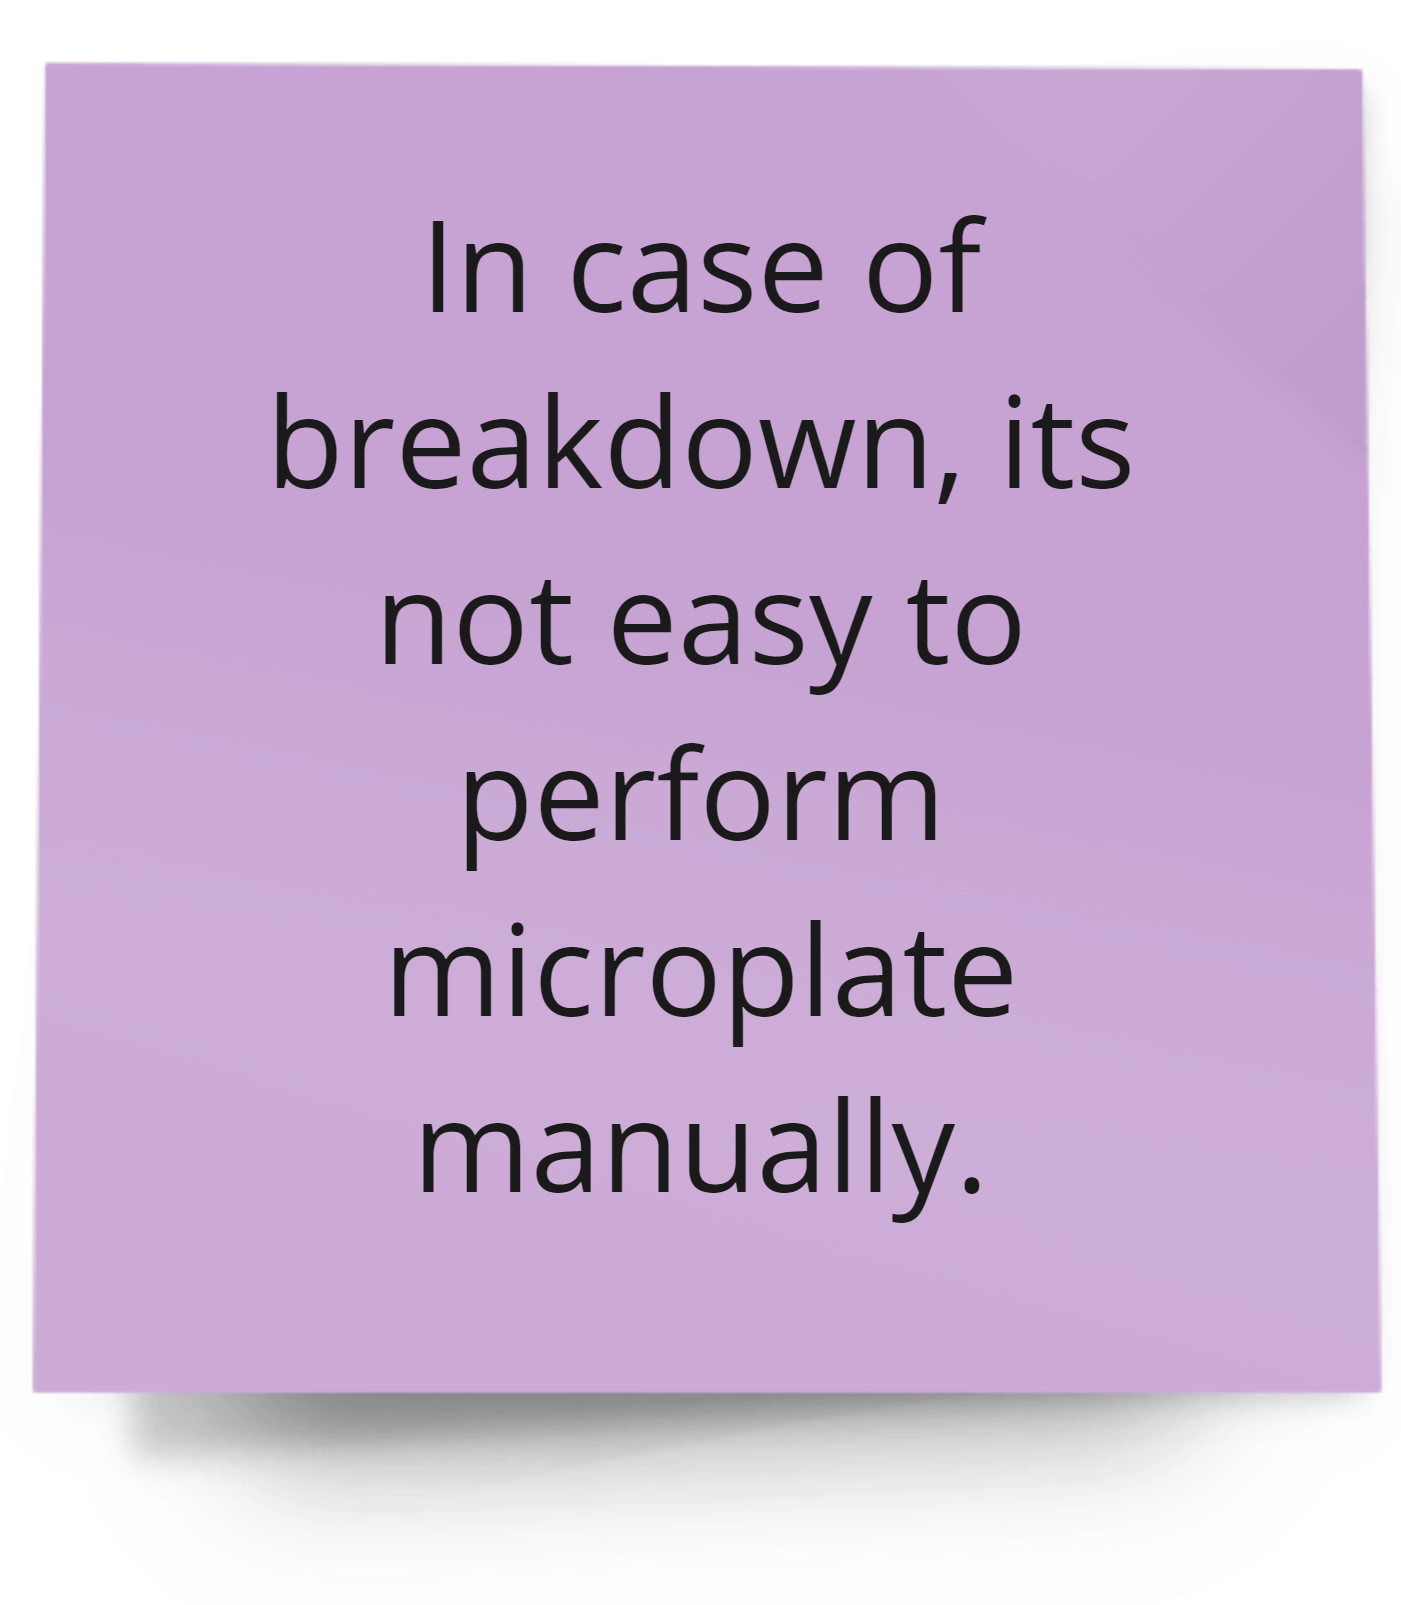 In case of
breakdown, its
not easy to
perform
microplate
manually.